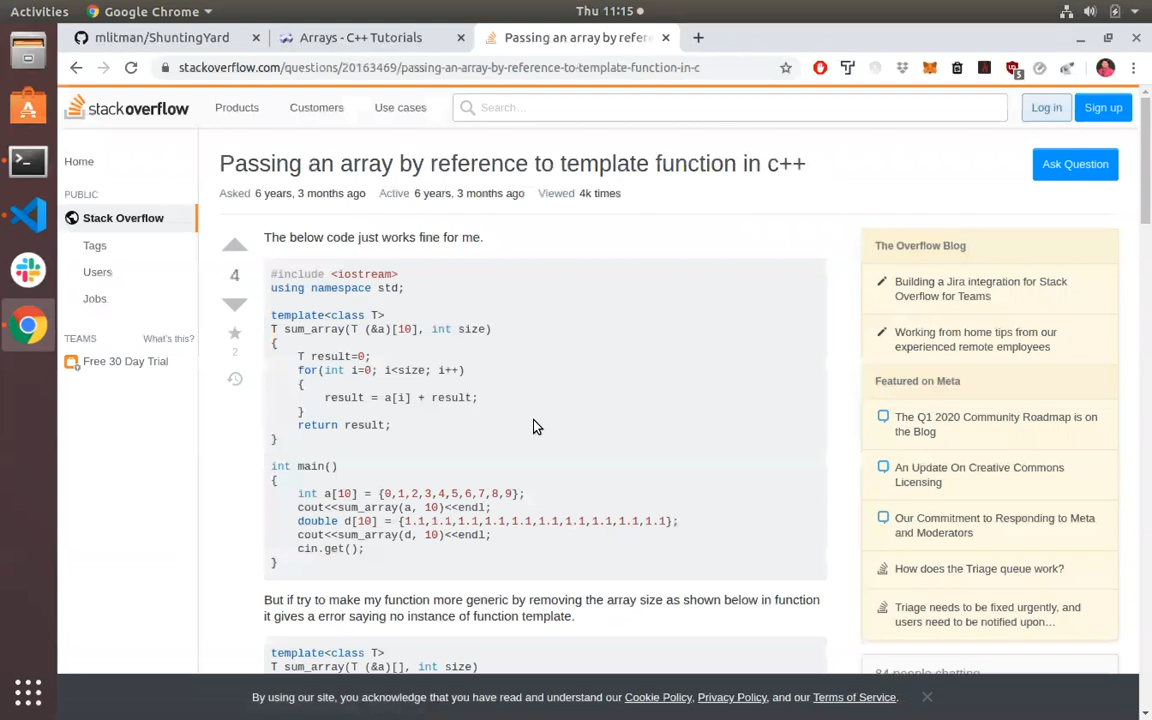 Activities
Google Chrome
Thu 11:15
mlitman/ShuntingYard
Arrays - C++ Tutorials
Passing an array by refer
stackoverflow.com/questions/20163469/passing-an-array-by-reference-to-template-function-in-c
5
stackoverflow
Products
Customers
Use cases
Search...
Log in
Sign up
Home
PUBLIC
Stack Overflow
Tags
Users
Jobs
TEAMS
What's this?
Free 30 Day Trial
Passing an array by reference to template function in c++
Ask Question
Asked 6 years, 3 months ago Active 6 years, 3 months ago Viewed 4k times
4
2
The below code just works fine for me.
#include <iostream>
using namespace std;
template<class T>
T sum_array(T (&a)[10], int size)
{
T result=0;
for(int i=0; i<size; i++)
{
result = a[i] + result;
}
return result;
}
int main()
{
int a[10] = {0,1,2,3,4,5,6,7,8,9};
cout<<sum_array(a, 10)<<endl;
double d[10] = {1.1,1.1,1.1,1.1,1.1,1.1,1.1,1.1,1.1,1.1};
cout<<sum_array(d, 10)<<endl;
cin.get();
}
But if try to make my function more generic by removing the array size as shown below in function
it gives a error saying no instance of function template.
template<class T>
T sum_array(T (&a)[], int size)
The Overflow Blog
Building a Jira integration for Stack
Overflow for Teams
Working from home tips from our
experienced remote employees
Featured on Meta
The Q1 2020 Community Roadmap is on
the Blog
An Update On Creative Commons
Licensing
Our Commitment to Responding to Meta
and Moderators
How does the Triage queue work?
Triage needs to be fixed urgently, and
users need to be notified upon…
84 people chatting
By using our site, you acknowledge that you have read and understand our Cookie Policy, Privacy Policy, and our Terms of Service.